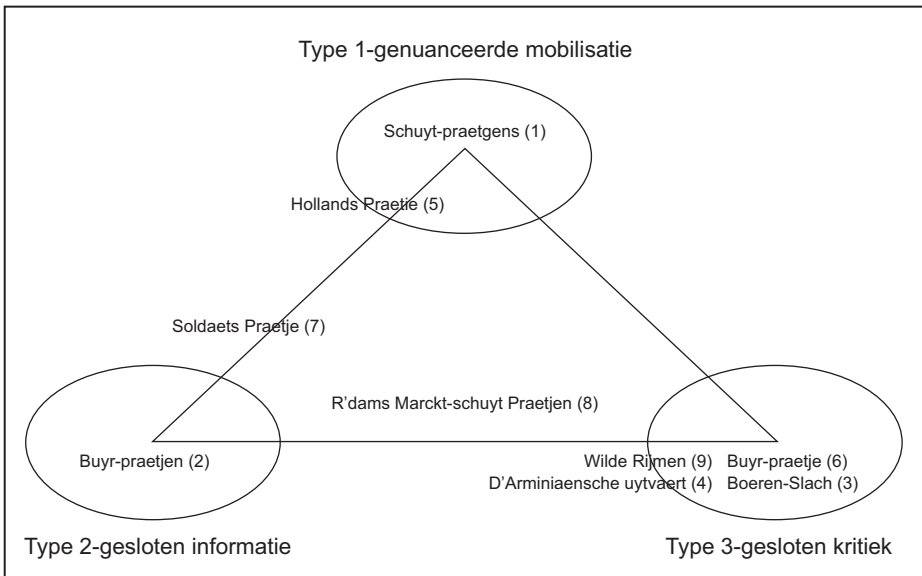 Type 1-genuanceerde mobilisatie
Schuyt-praetgens (1)
Hollands Praetie (5)
Soldaets Praetje (7)
R'dams Marckt-schuyt Praetjen (8)
Buyr-praetjen (2)
Wilde Rijmen (9) Buyr-praetje (6)
D'Arminiaensche uytvaert (4) Boeren-Slach (3)
Type 2-gesloten informatie
Type 3-gesloten kritiek